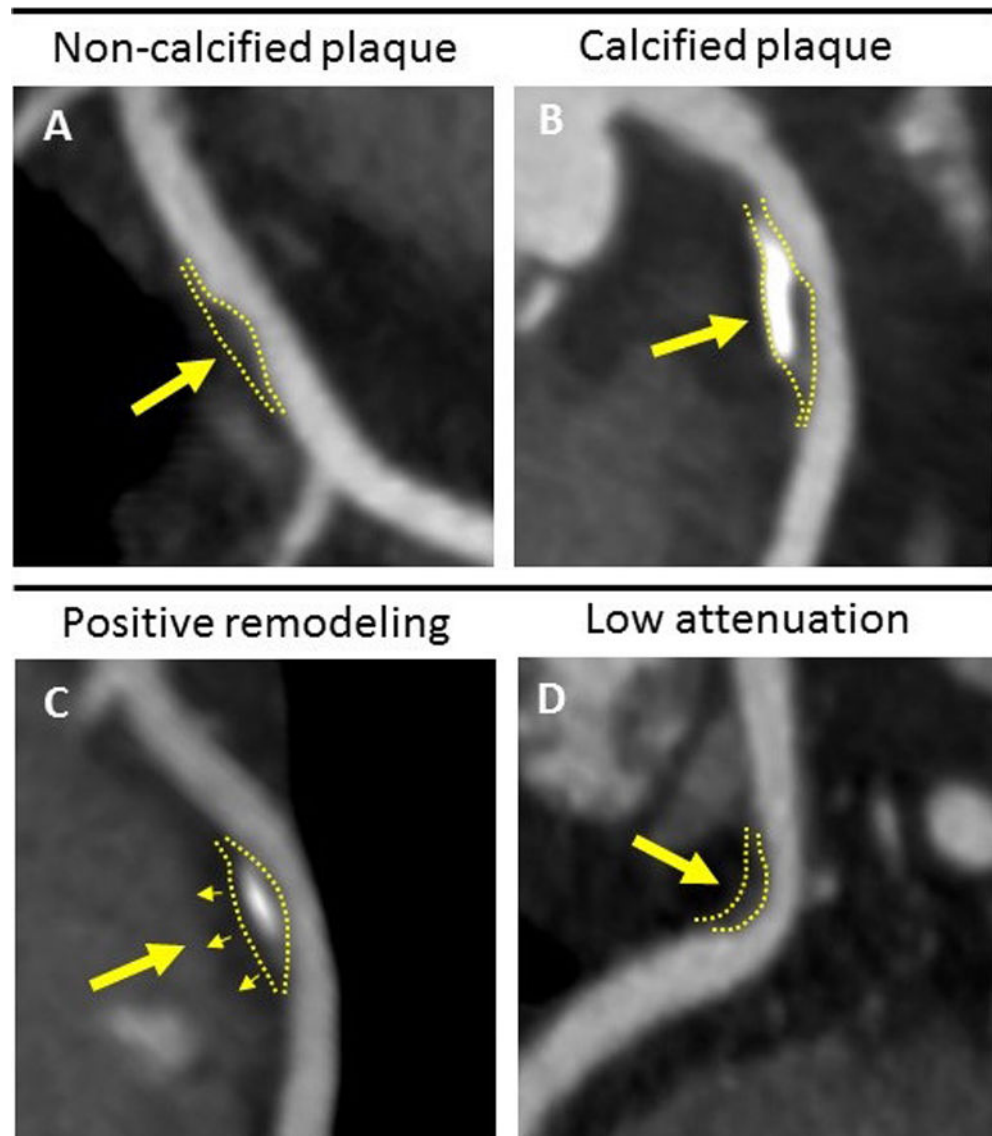 Non-calcified plaque
Calcified plaque
A
B
Positive remodeling
Low attenuation
C
D